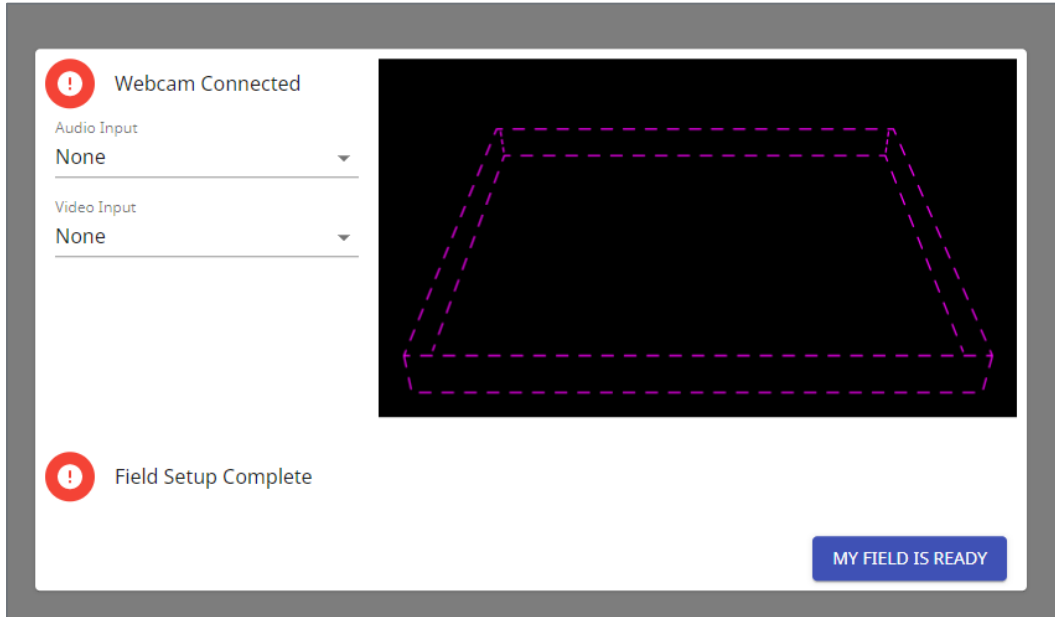 Webcam Connected
Audio Input
None
Video Input
None
Field Setup Complete
MY FIELD IS READY